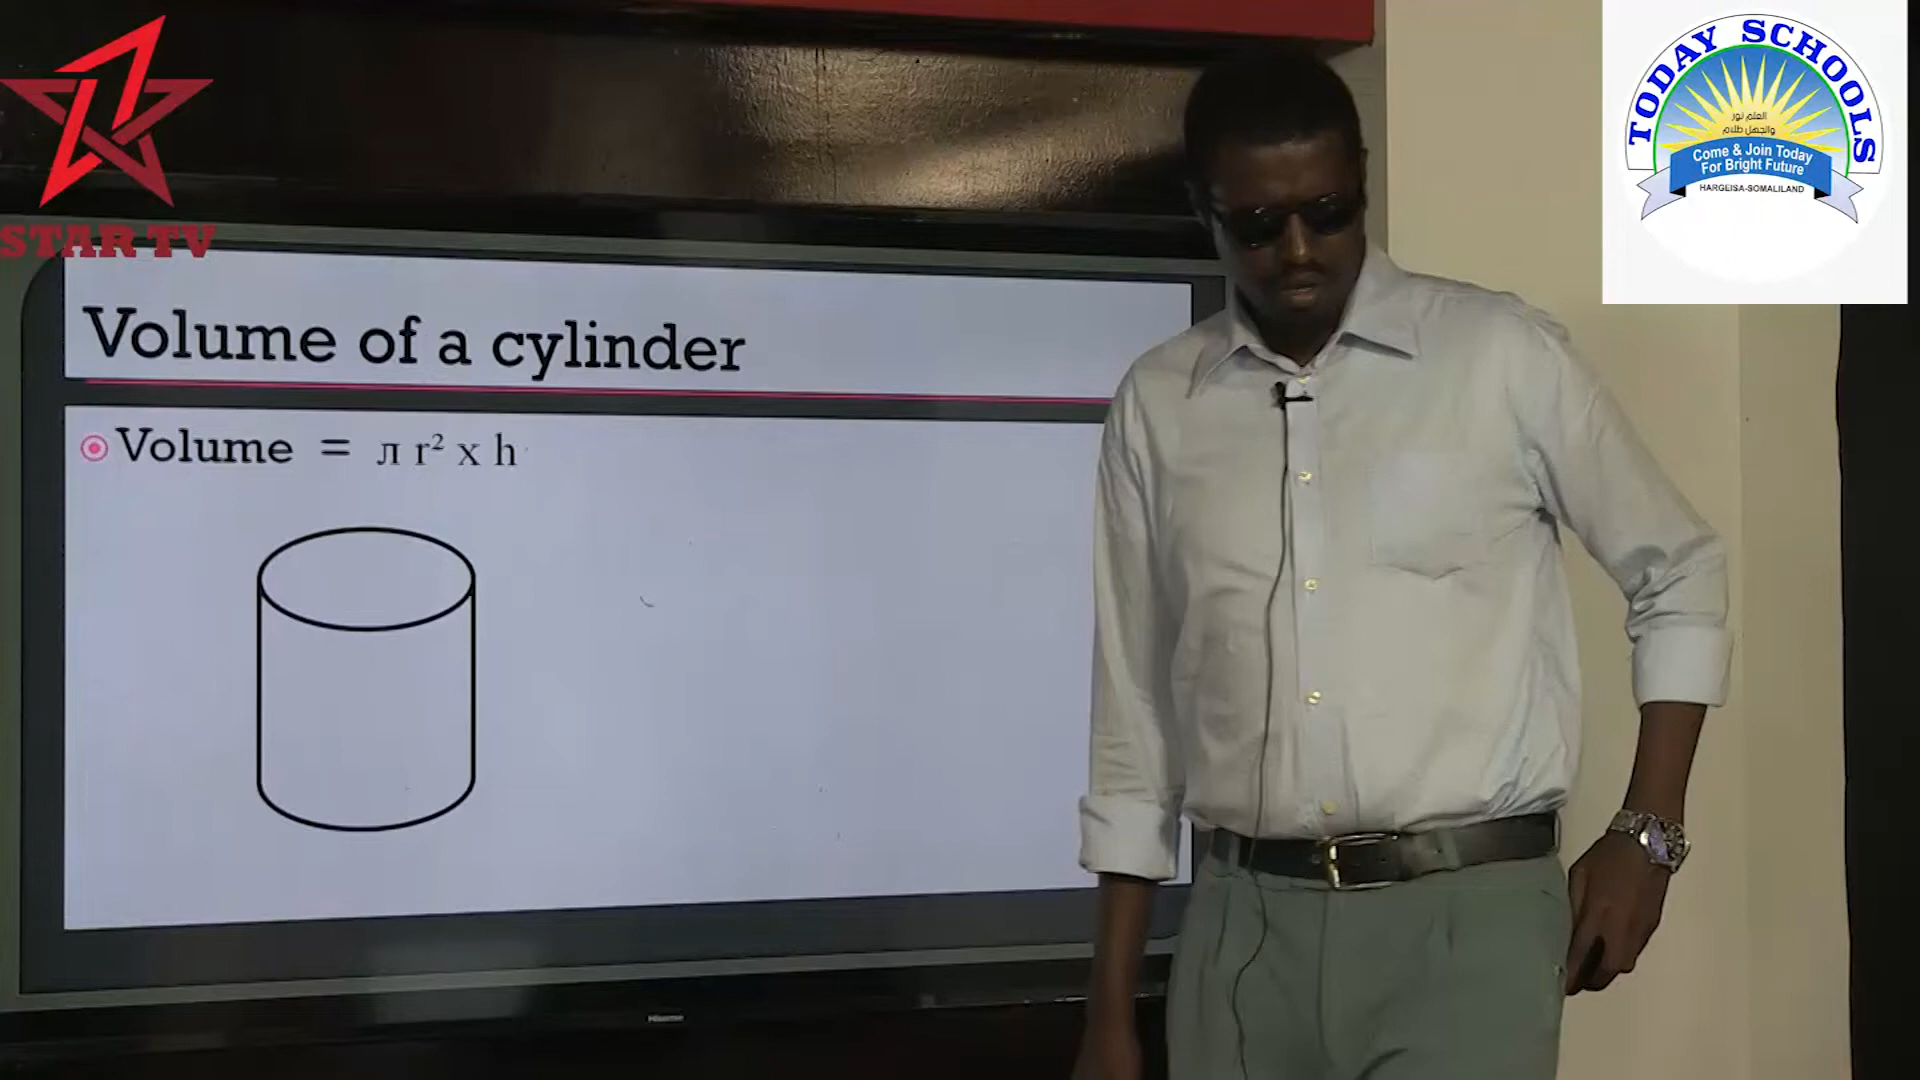 STAR TV
TODAY SCHOOLS
العلم نور
والجهل ظلام
Come & Join Today
For Bright Future
HARGEISA-SOMALILAND
Volume of a cylinder
Volume = л r² x h
Hisense